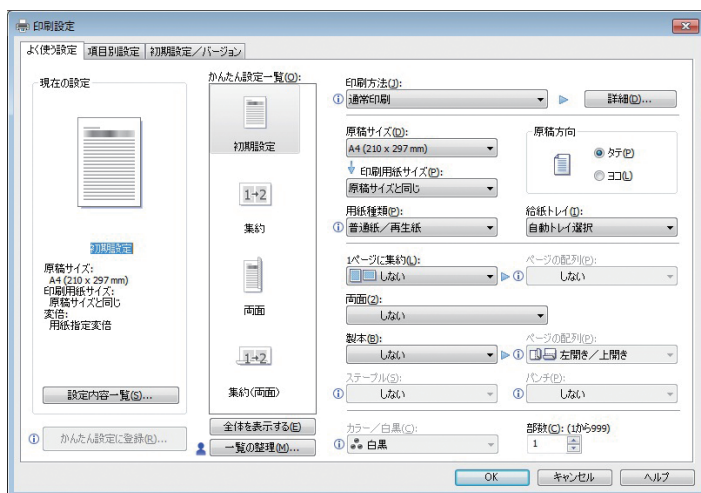 印刷設定
よく使う設定 項目別設定 初期設定／バージョン
現在の設定
初期設定
原稿サイズ:
A4 (210 x 297 mm)
印刷用紙サイズ:
原稿サイズと同じ
変倍:
用紙指定変倍
設定内容一覧(S)...
かんたん設定に登録(R)...
かんたん設定一覧(O):
初期設定
1→2
集約
両面
1→2
集約(両面)
全体を表示する(E)
一覧の整理(M)...
印刷方法(J):
通常印刷
詳細(D)...
原稿サイズ(D):
A4 (210 x 297 mm)
印刷用紙サイズ(P):
原稿サイズと同じ
原稿方向
タテ(P)
ヨコ(L)
用紙種類(P):
普通紙／再生紙
給紙トレイ(I):
自動トレイ選択
1ページに集約(L):
しない
ページの配列(P):
しない
両面(2):
しない
製本(B):
しない
ページの配列(P):
左開き／上開き
ステープル(S):
しない
パンチ(P):
しない
カラー／白黒(C):
白黒
部数(C): (1から999)
1
OK キャンセル ヘルプ